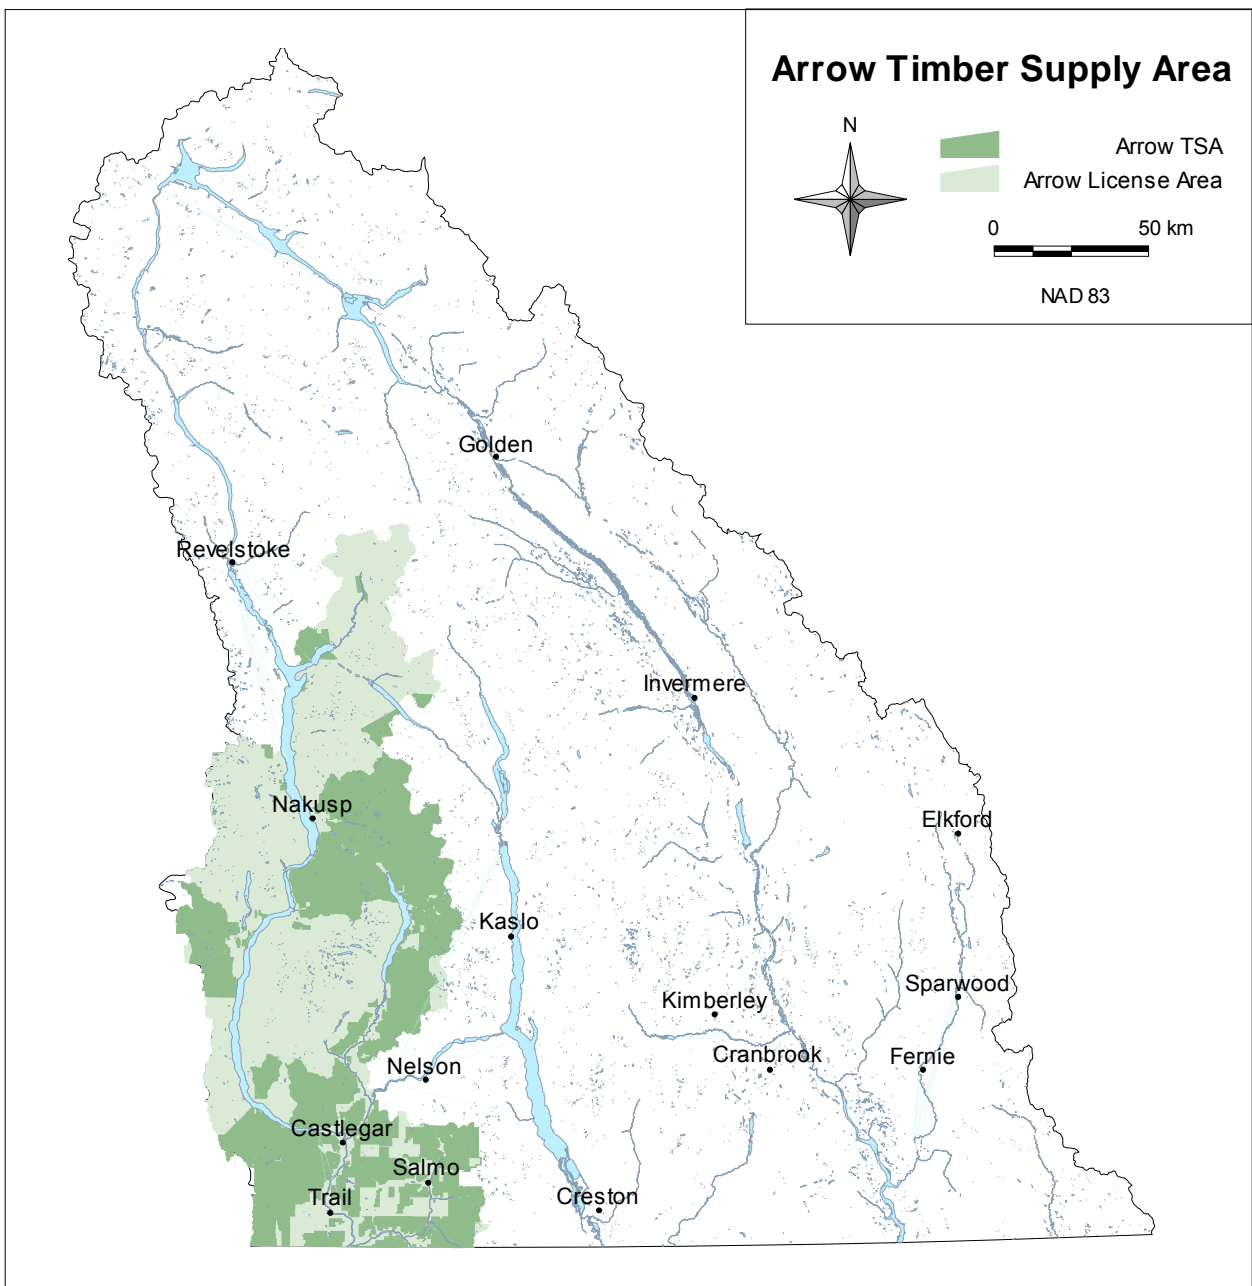 Arrow Timber Supply Area
N
Arrow TSA
Arrow License Area
0 50 km
NAD 83
Golden
Revelstoke
Invermere
Nakusp
Elkford
Kaslo
Sparwood
Kimberley
Cranbrook
Fernie
Nelson
Castlegar
Salmo
Trail
Creston